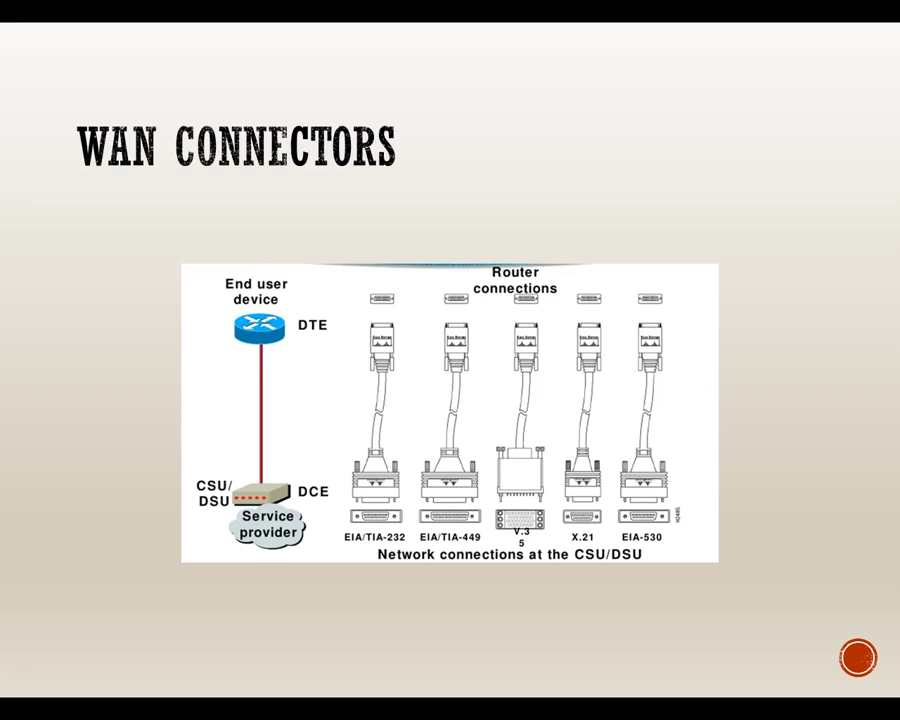 WAN CONNECTORS
Router
connections
End user
device
DTE
CSU/
DSU
DCE
Service
provider
EIA/TIA-232
EIA/TIA-449
V.3
5
X.21
EIA-530
Network connections at the CSU/DSU